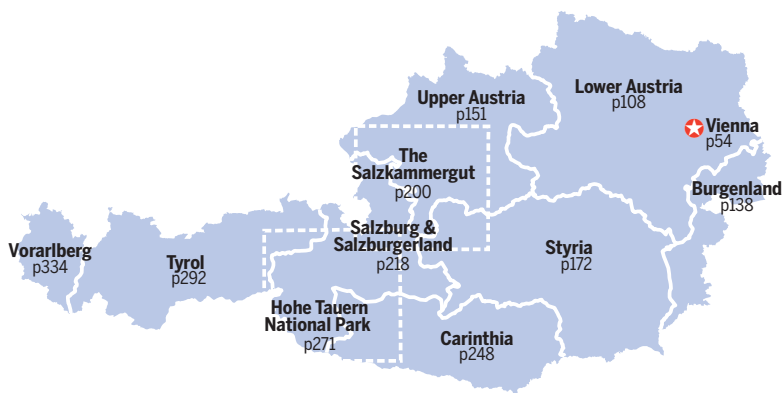 Upper Austria
p151
Lower Austria
p108
Vienna
p54
The
Salzkammergut
p200
Burgenland
p138
Salzburg &
Salzburgerland
p218
Vorarlberg
p334
Tyrol
p292
Styria
p172
Hohe Tauern
National Park
p271
Carinthia
p248